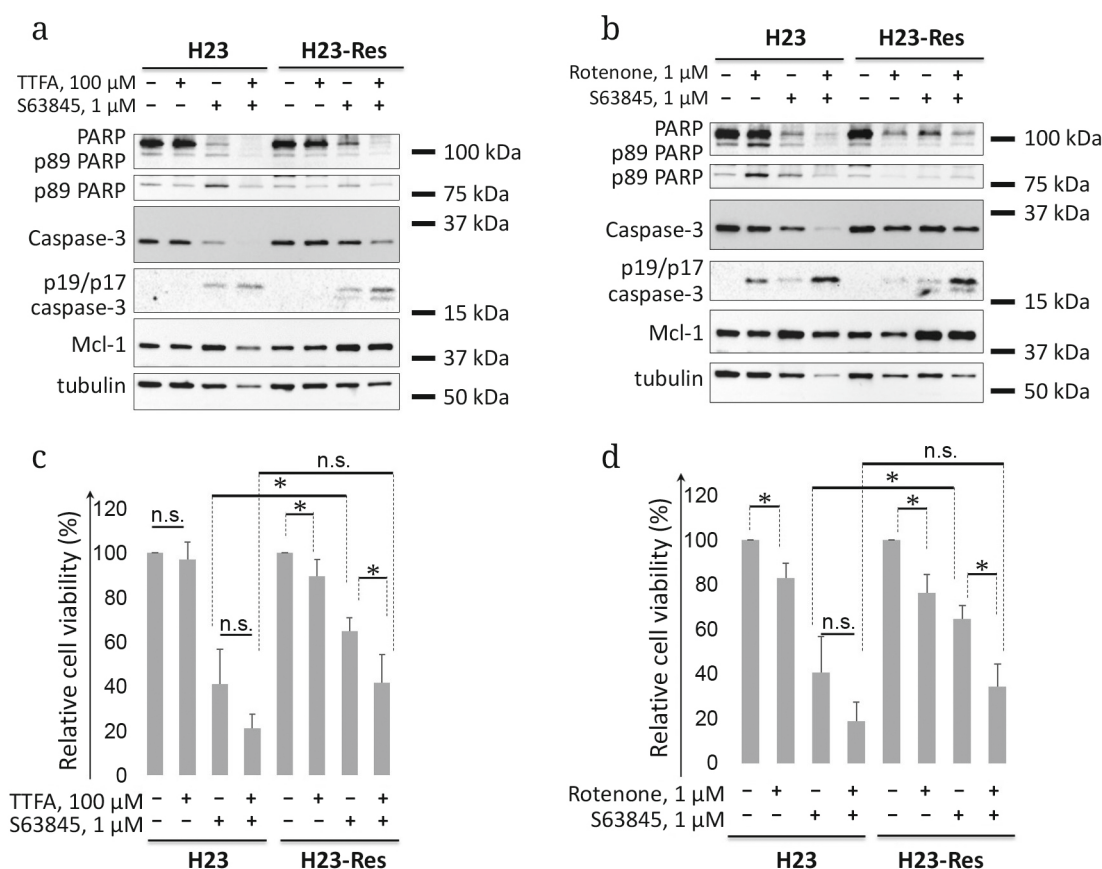 a
H23 H23-Res
TTFA, 100 µM – + – + – + – +
S63845, 1 µM – – + + – – + +
PARP
p89 PARP
100 kDa
p89 PARP
75 kDa
37 kDa
Caspase-3
p19/p17
caspase-3
15 kDa
Mcl-1
37 kDa
tubulin
50 kDa
b
H23 H23-Res
Rotenone, 1 µM – + – + – + – +
S63845, 1 µM – – + + – – + +
PARP
p89 PARP
100 kDa
p89 PARP
75 kDa
37 kDa
Caspase-3
p19/p17
caspase-3
15 kDa
Mcl-1
37 kDa
tubulin
50 kDa
c
n.s.
*
n.s. * *
n.s.
Relative cell viability (%)
120
100
80
60
40
20
0
TTFA, 100 µM – + – + – + – +
S63845, 1 µM – – + + – – + +
H23 H23-Res
d
n.s.
*
* * *
n.s.
Relative cell viability (%)
120
100
80
60
40
20
0
Rotenone, 1 µM – + – + – + – +
S63845, 1 µM – – + + – – + +
H23 H23-Res